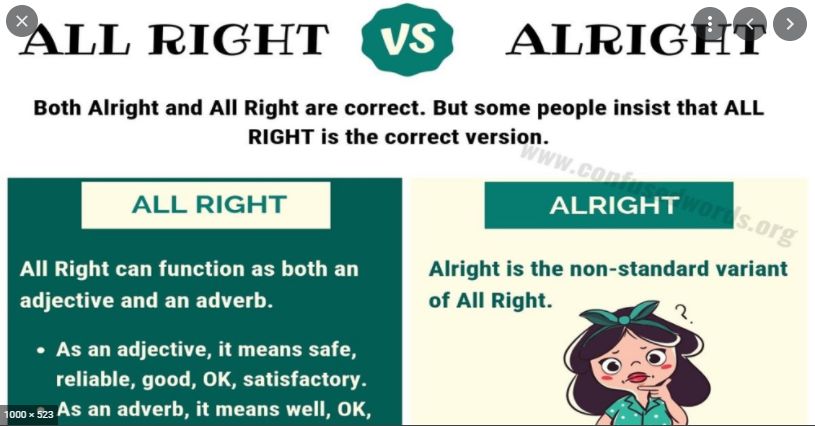 ALL RIGHT VS ALRIGHT
Both Alright and All Right are correct. But some people insist that ALL
RIGHT is the correct version.
www.confusedwords.org
ALL RIGHT
All Right can function as both an
adjective and an adverb.
• As an adjective, it means safe,
reliable, good, OK, satisfactory.
• As an adverb, it means well, OK,
ALRIGHT
Alright is the non-standard variant
of All Right.
?
1000 × 523